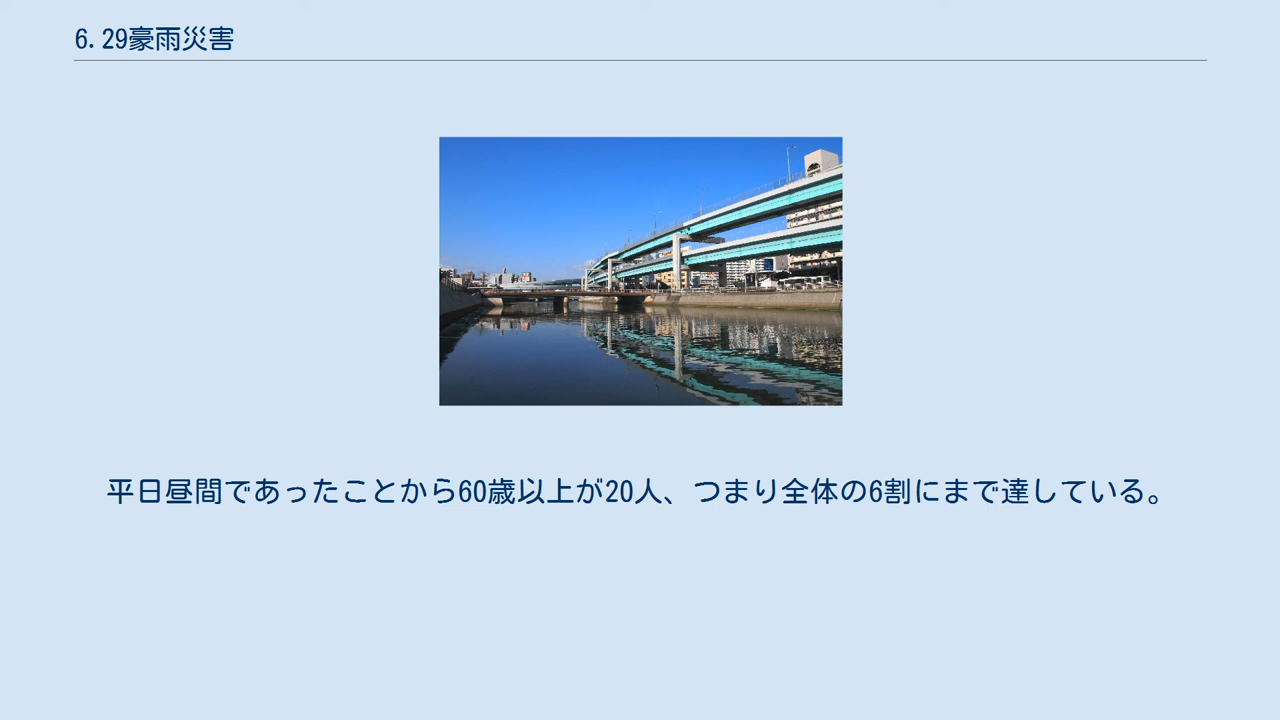 6.29豪雨災害
平日昼間であったことから60歳以上が20人、つまり全体の6割にまで達している。